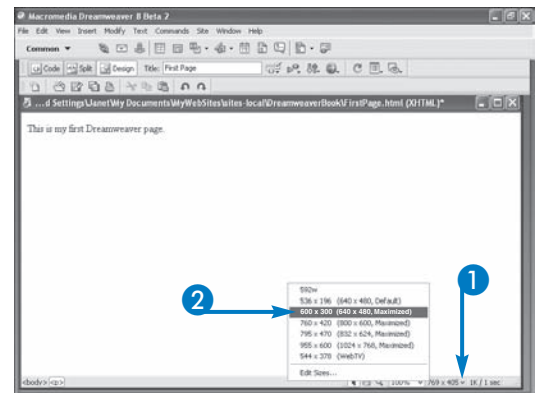 Macromedia Dreamweaver 8 Beta 2
File Edit View Insert Modify Text Commands Site Window Help
Common
Code Split Design Title: First Page
...d Settings\Janet\My Documents\MyWebSites\sites-local\DreamweaverBook\FirstPage.html (XHTML)*
This is my first Dreamweaver page.
1
592w
536 x 196 (640 x 480, Default)
2
600 x 300 (640 x 480, Maximized)
760 x 420 (800 x 600, Maximized)
795 x 470 (832 x 624, Maximized)
955 x 600 (1024 x 768, Maximized)
544 x 378 (WebTV)
Edit Sizes...
<body> <p> 100% 769 x 405 1K / 1 sec